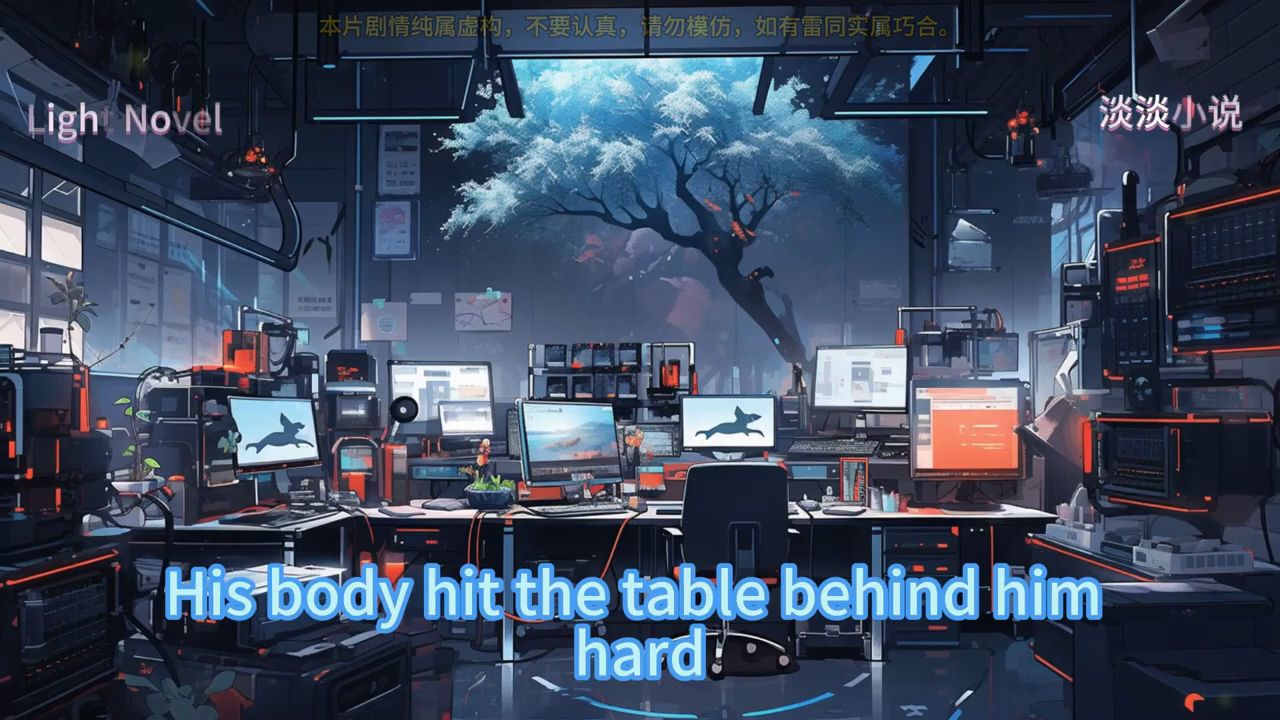 本片剧情纯属虚构，不要认真，请勿模仿，如有雷同实属巧合。
Light Novel
淡淡小说
His body hit the table behind him
hard